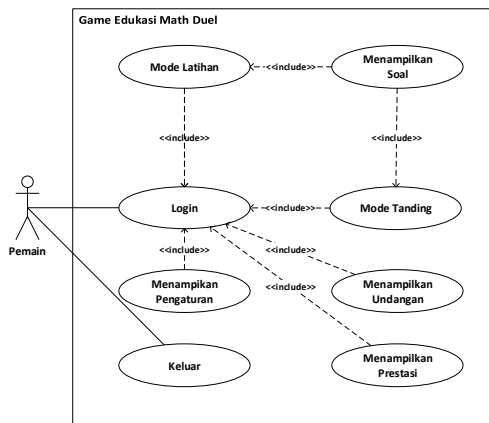 Game Edukasi Math Duel
Mode Latihan
<<include>>
Menampilkan
Soal
<<include>>
<<include>>
Login
<<include>>
Mode Tanding
Pemain
<<include>>
<<include>>
Menampikan
Pengaturan
<<include>>
Menampilkan
Undangan
Keluar
Menampilkan
Prestasi